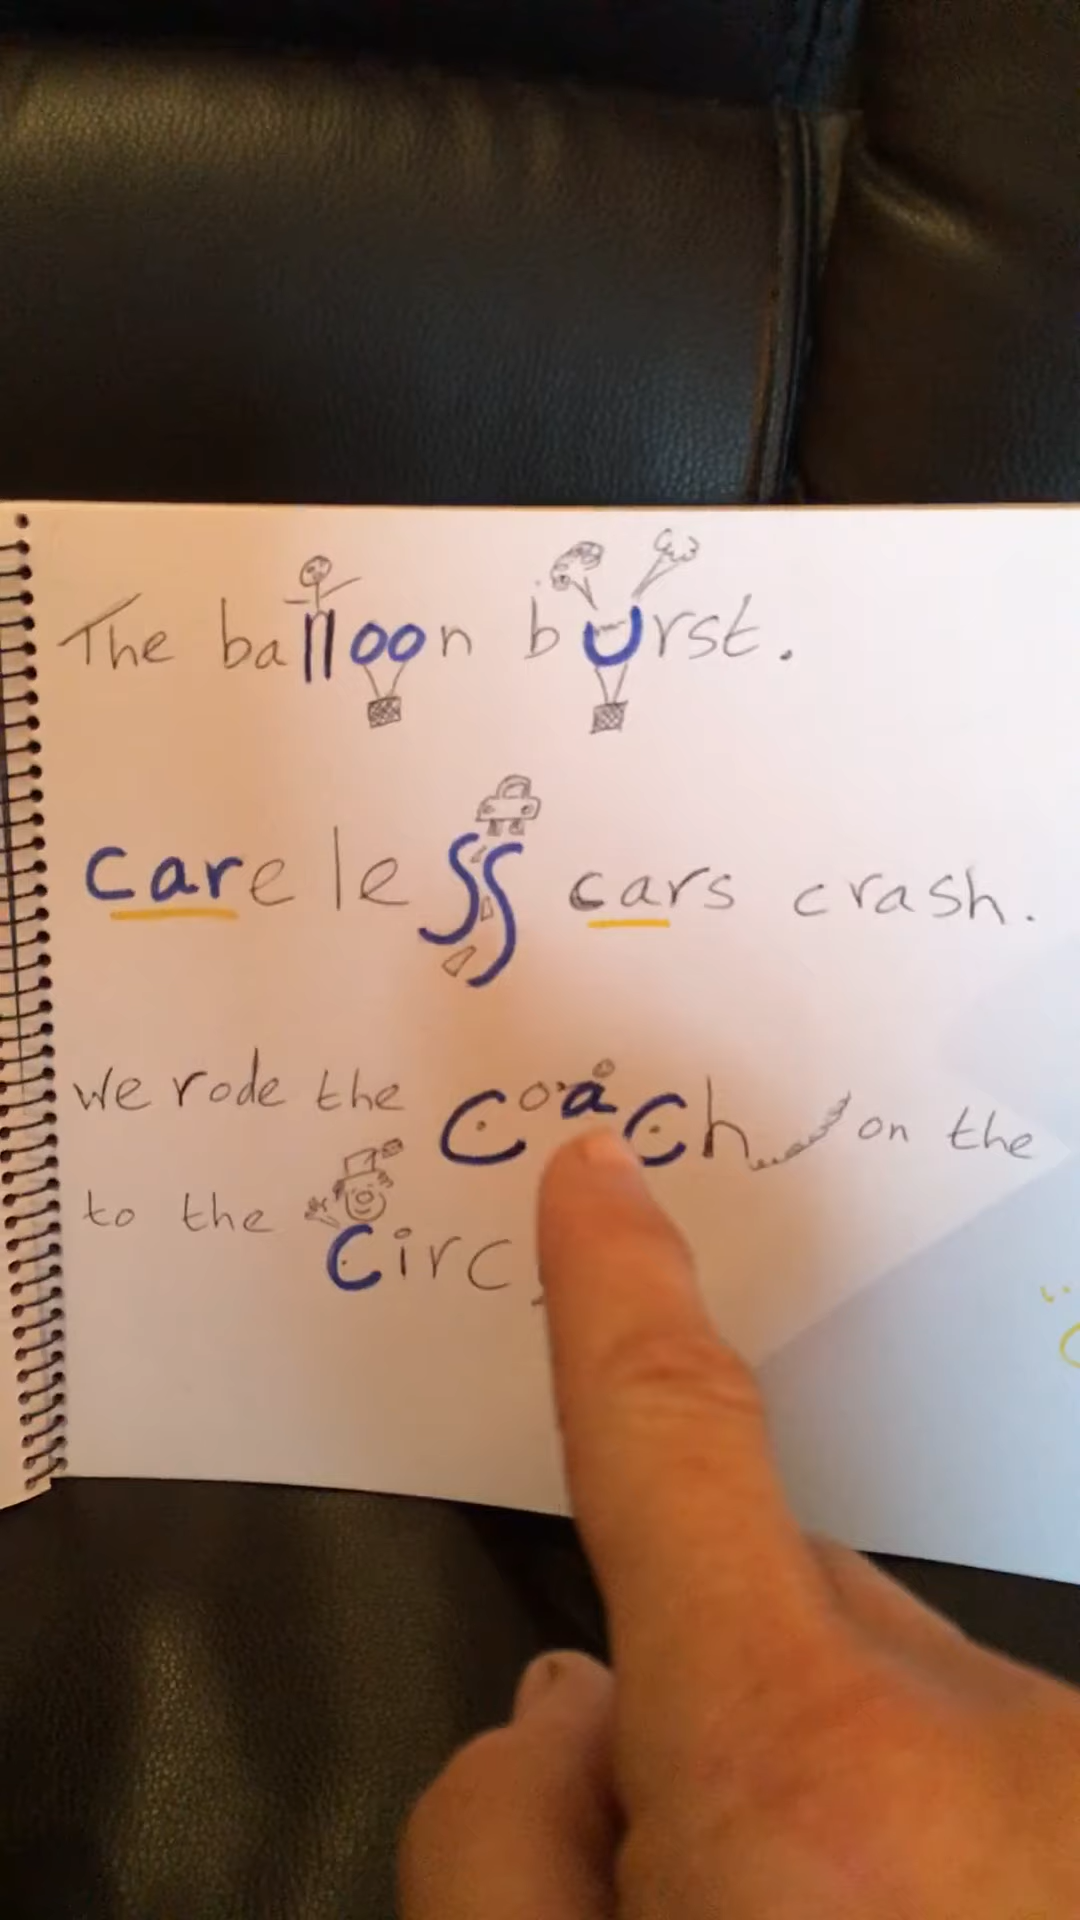 The balloon burst.
careless cars crash.
we rode the coach on the
to the circ